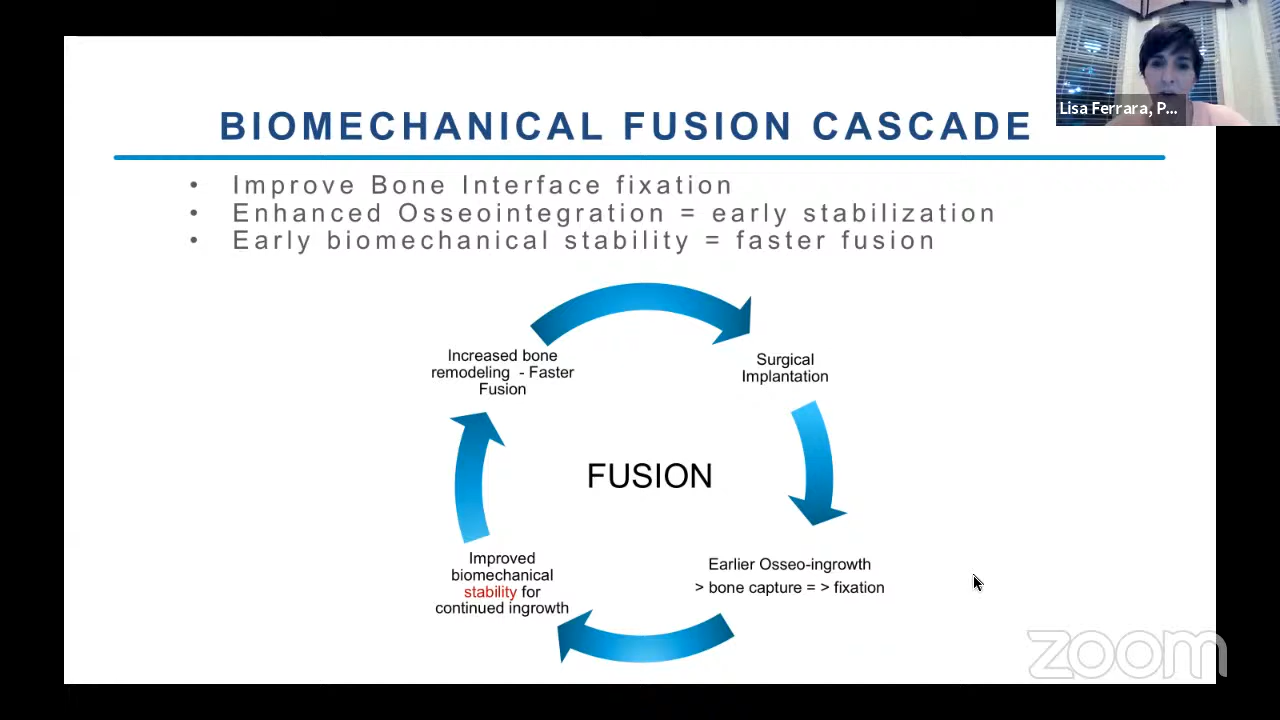 Lisa Ferrara, P...
BIOMECHANICAL FUSION CASCADE
• Improve Bone Interface fixation
• Enhanced Osseointegration = early stabilization
• Early biomechanical stability = faster fusion
Increased bone
remodeling - Faster
Fusion
Surgical
Implantation
FUSION
Improved
biomechanical
stability for
continued ingrowth
Earlier Osseo-ingrowth
> bone capture = > fixation
zoom